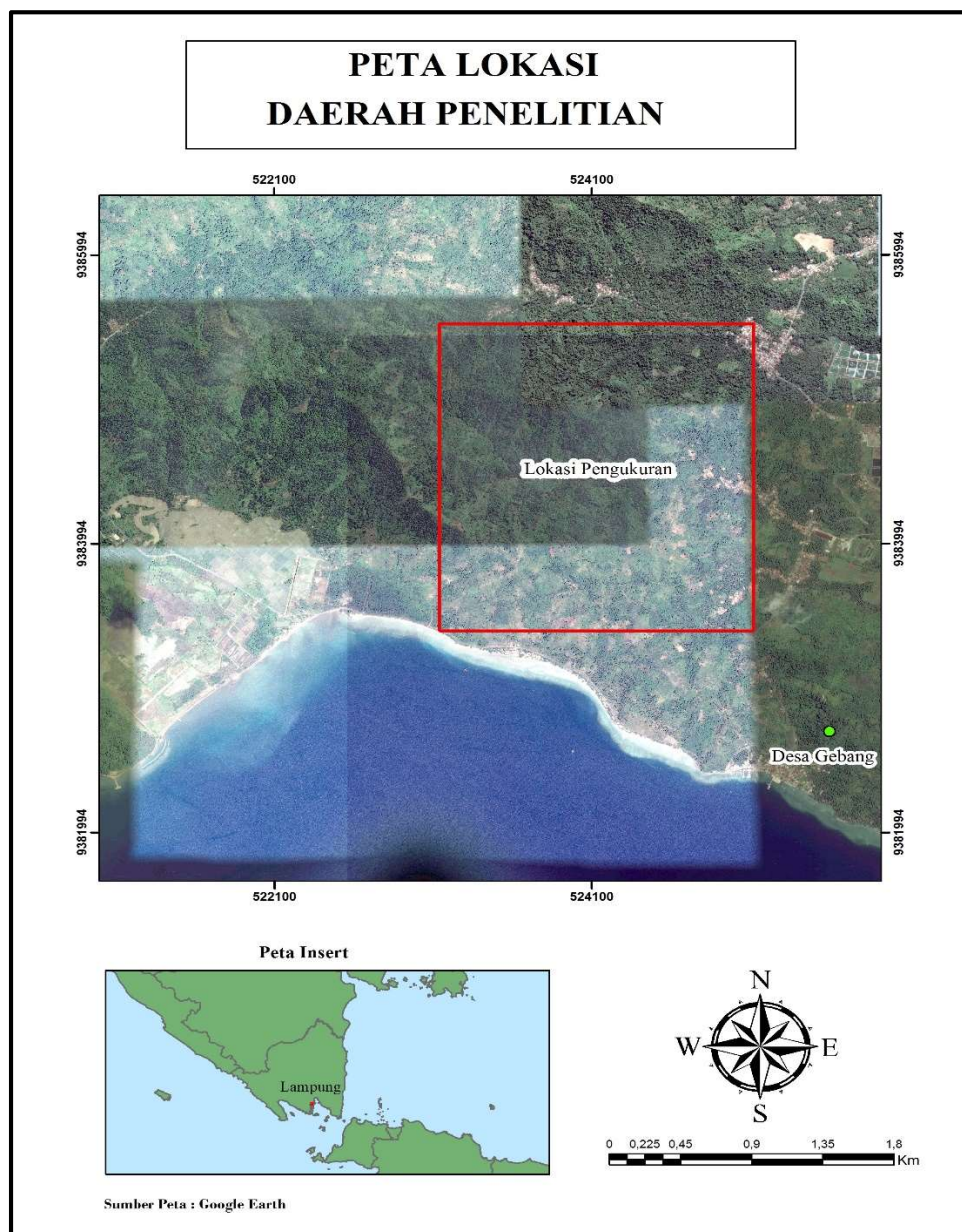 PETA LOKASI
DAERAH PENELITIAN
522100 524100
9385994 9385994
Lokasi Pengukuran
9383994 9383994
Desa Gebang
9381994 9381994
522100 524100
Peta Insert
Lampung
N
W E
S
0 0,225 0,45 0,9 1,35 1,8
Km
Sumber Peta : Google Earth